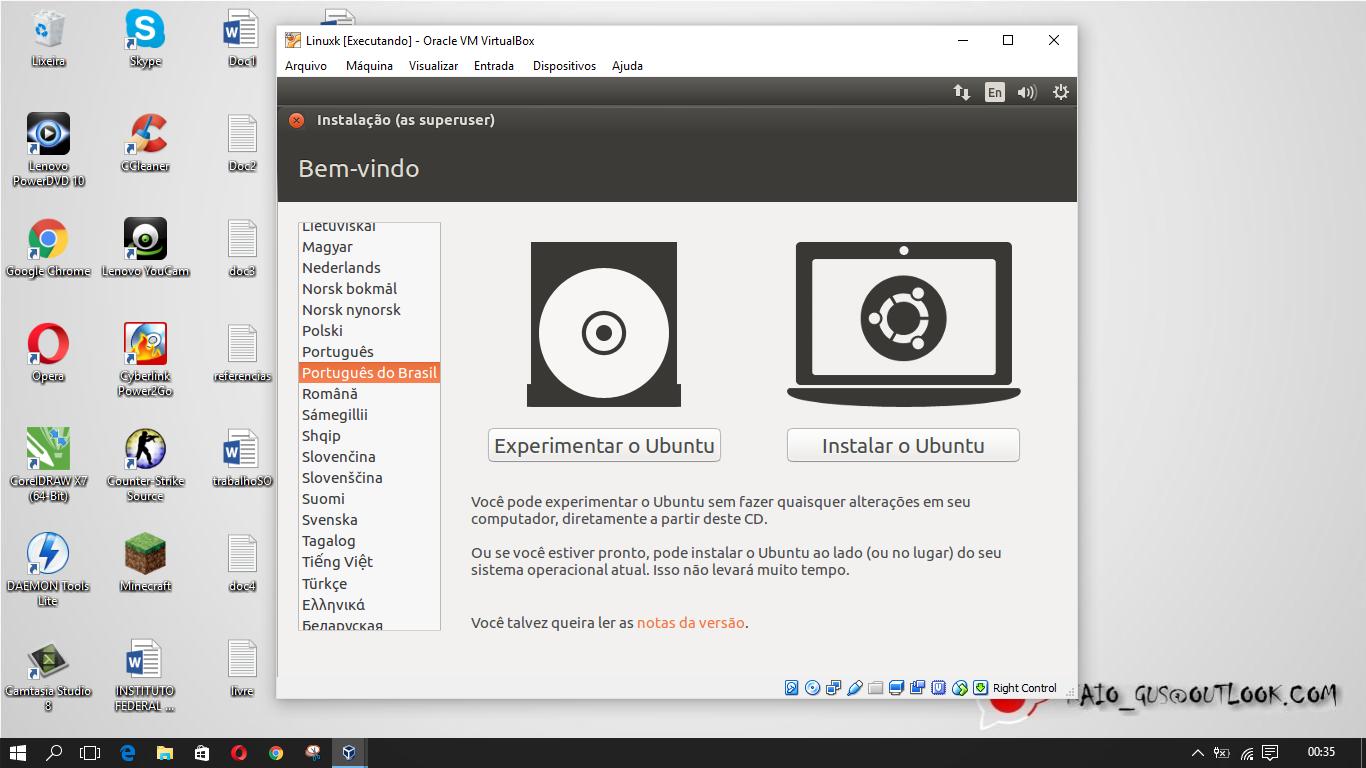 Lixeira
Skype
Doc1
Lenovo
PowerDVD 10
CCleaner
Doc2
Google Chrome
Lenovo YouCam
doc3
Opera
Cyberlink
Power2Go
referencias
CorelDRAW X7
(64-Bit)
Counter-Strike
Source
trabalhoSO
DAEMON Tools
Lite
Minecraft
doc4
Camtasia Studio
8
INSTITUTO
FEDERAL ...
livre
Linuxk [Executando] - Oracle VM VirtualBox
Arquivo Máquina Visualizar Entrada Dispositivos Ajuda
En
Instalação (as superuser)
Bem-vindo
Lietuviškai
Magyar
Nederlands
Norsk bokmål
Norsk nynorsk
Polski
Português
Português do Brasil
Română
Sámegillii
Shqip
Slovenčina
Slovenščina
Suomi
Svenska
Tagalog
Tiếng Việt
Türkçe
Ελληνικά
Беларуская
Experimentar o Ubuntu
Instalar o Ubuntu
Você pode experimentar o Ubuntu sem fazer quaisquer alterações em seu
computador, diretamente a partir deste CD.
Ou se você estiver pronto, pode instalar o Ubuntu ao lado (ou no lugar) do seu
sistema operacional atual. Isso não levará muito tempo.
Você talvez queira ler as notas da versão.
Right Control
AIO_GUS@OUTLOOK.COM
00:35